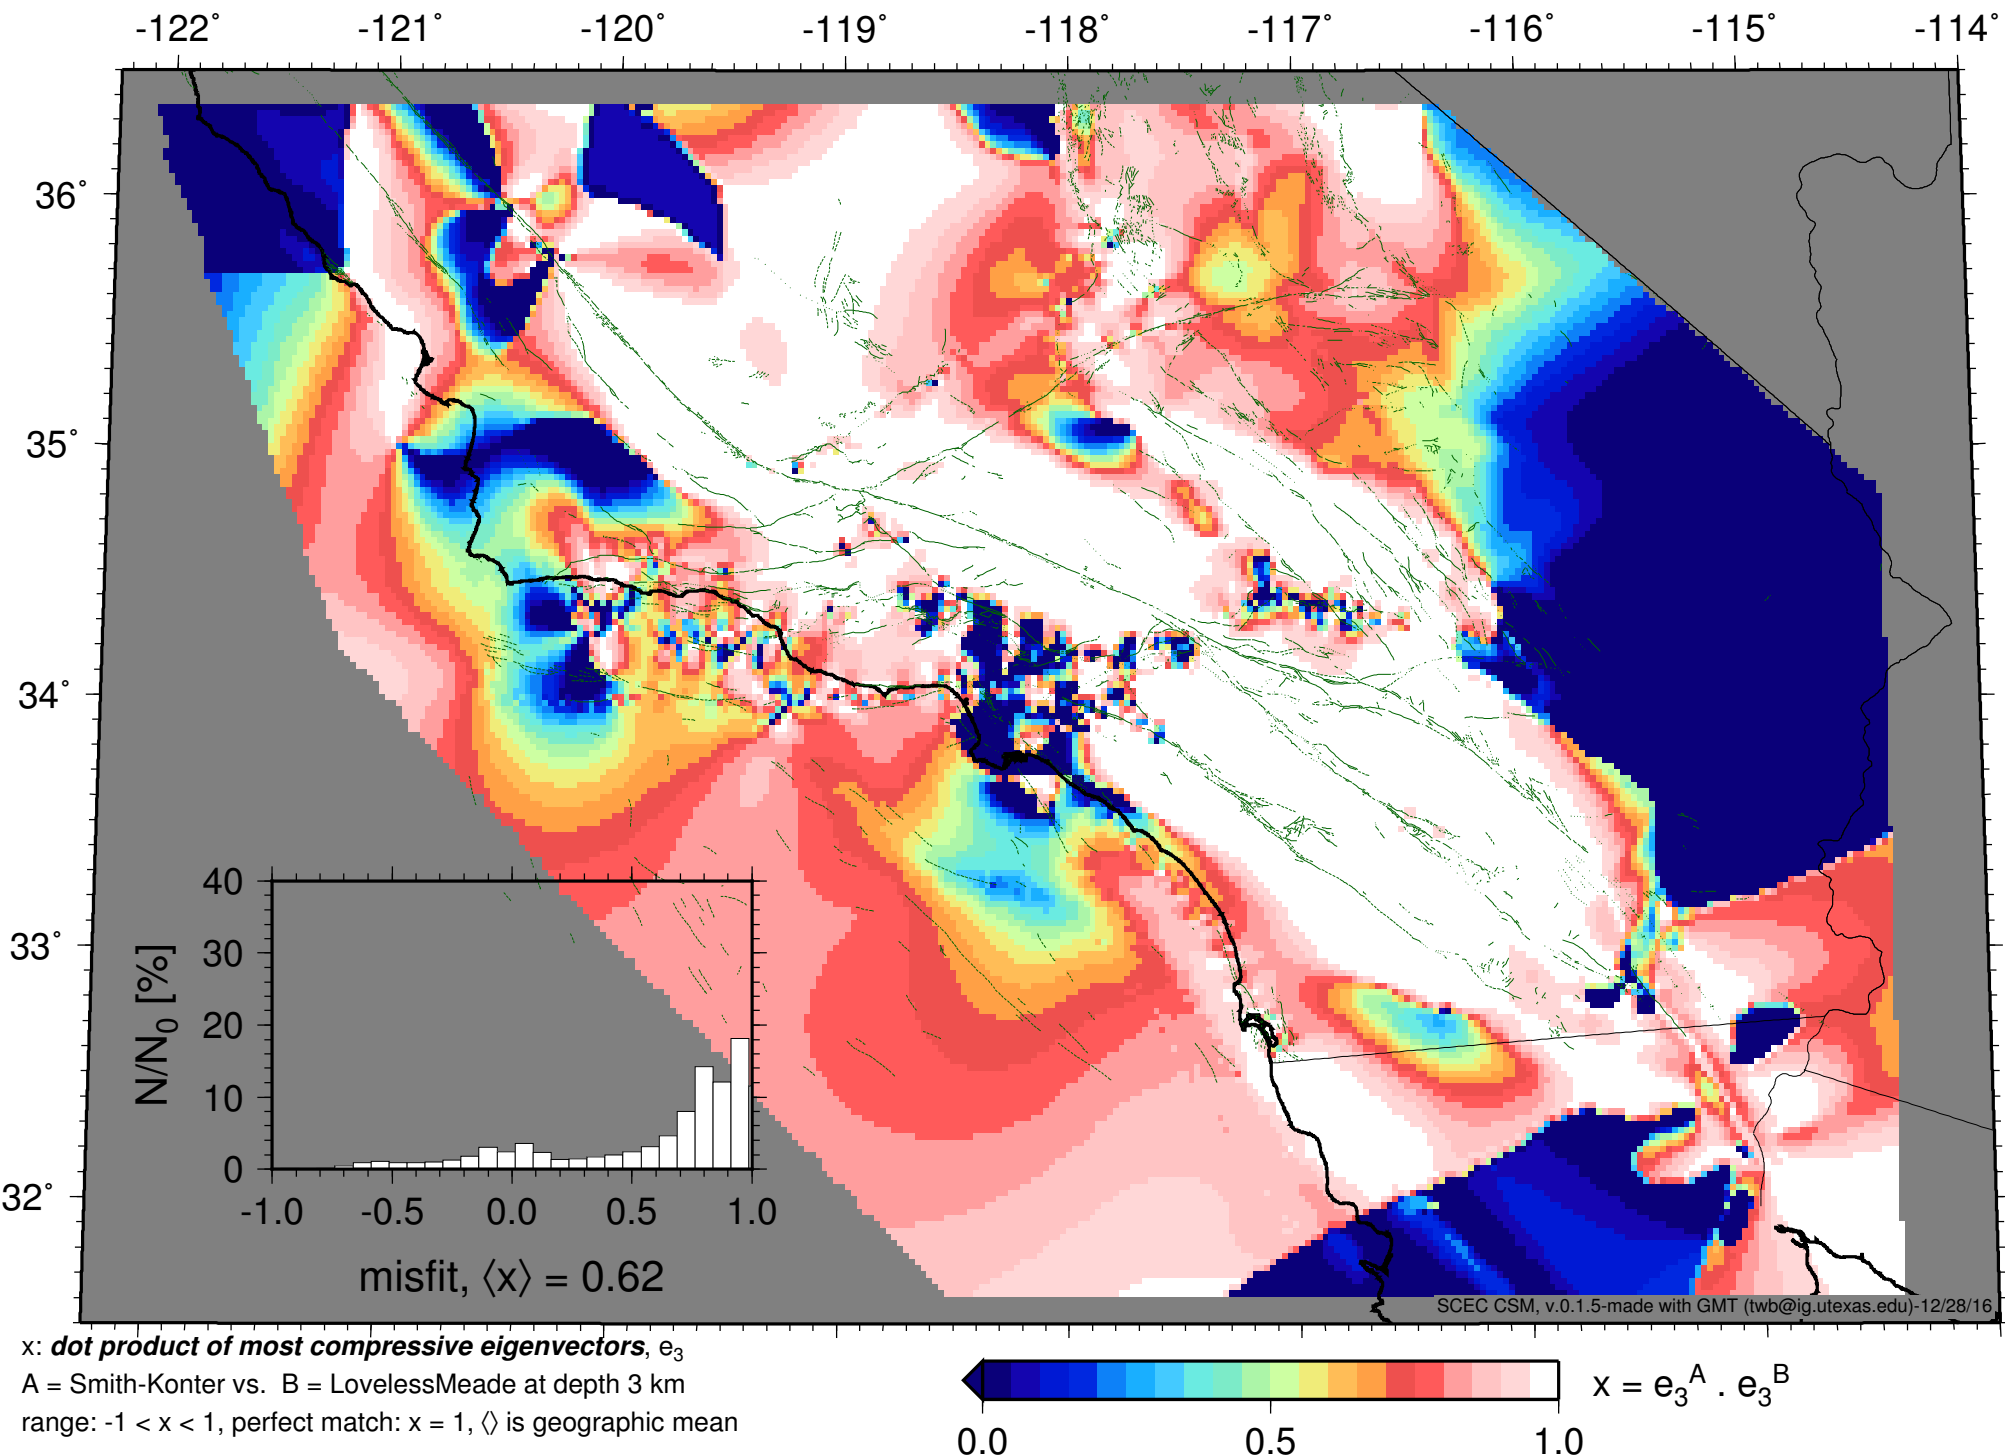 -122˚ -121˚ -120˚ -119˚ -118˚ -117˚ -116˚ -115˚ -114˚
36˚
35˚
34˚
33˚
32˚
40
30
20
10
0
N/N0 [%]
-1.0 -0.5 0.0 0.5 1.0
misfit, ⟨x⟩ = 0.62
SCEC CSM, v.0.1.5-made with GMT (twb@ig.utexas.edu)-12/28/16
x: dot product of most compressive eigenvectors, e3
A = Smith-Konter vs. B = LovelessMeade at depth 3 km
range: -1 < x < 1, perfect match: x = 1, ⟨⟩ is geographic mean
x = e3A . e3B
0.0 0.5 1.0